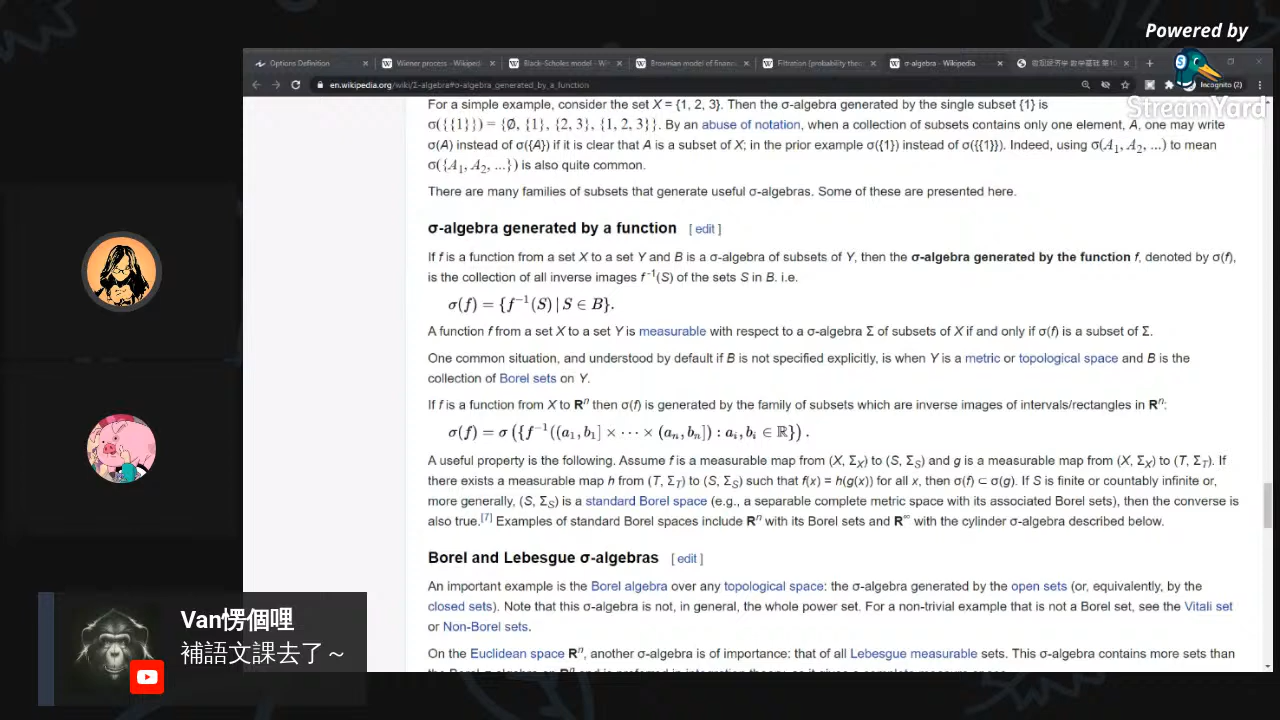 Powered by
StreamYard
Options Definition
Wiener process - Wikiped
Black-Scholes model - Wi
Brownian model of financ
Filtration (probability theor
σ-algebra - Wikipedia
en.wikipedia.org/wiki/Σ-algebra#σ-algebra_generated_by_a_function
Incognito (2)
For a simple example, consider the set X = {1, 2, 3}. Then the σ-algebra generated by the single subset {1} is
σ({{1}}) = {∅, {1}, {2, 3}, {1, 2, 3}}. By an abuse of notation, when a collection of subsets contains only one element, A, one may write
σ(A) instead of σ({A}) if it is clear that A is a subset of X; in the prior example σ({1}) instead of σ({{1}}). Indeed, using σ(A₁, A₂, ...) to mean
σ({A₁, A₂, ...}) is also quite common.
There are many families of subsets that generate useful σ-algebras. Some of these are presented here.
σ-algebra generated by a function [ edit ]
If f is a function from a set X to a set Y and B is a σ-algebra of subsets of Y, then the σ-algebra generated by the function f, denoted by σ(f),
is the collection of all inverse images f⁻¹(S) of the sets S in B. i.e.
σ(f) = {f⁻¹(S) | S ∈ B}.
A function f from a set X to a set Y is measurable with respect to a σ-algebra Σ of subsets of X if and only if σ(f) is a subset of Σ.
One common situation, and understood by default if B is not specified explicitly, is when Y is a metric or topological space and B is the
collection of Borel sets on Y.
If f is a function from X to Rⁿ then σ(f) is generated by the family of subsets which are inverse images of intervals/rectangles in Rⁿ:
σ(f) = σ ({f⁻¹((a₁, b₁] × ··· × (aₙ, bₙ]) : aᵢ, bᵢ ∈ ℝ}) .
A useful property is the following. Assume f is a measurable map from (X, Σ_X) to (S, Σ_S) and g is a measurable map from (X, Σ_X) to (T, Σ_T). If
there exists a measurable map h from (T, Σ_T) to (S, Σ_S) such that f(x) = h(g(x)) for all x, then σ(f) ⊂ σ(g). If S is finite or countably infinite or,
more generally, (S, Σ_S) is a standard Borel space (e.g., a separable complete metric space with its associated Borel sets), then the converse is
also true.[7] Examples of standard Borel spaces include Rⁿ with its Borel sets and R∞ with the cylinder σ-algebra described below.
Borel and Lebesgue σ-algebras [ edit ]
An important example is the Borel algebra over any topological space: the σ-algebra generated by the open sets (or, equivalently, by the
closed sets). Note that this σ-algebra is not, in general, the whole power set. For a non-trivial example that is not a Borel set, see the Vitali set
or Non-Borel sets.
On the Euclidean space Rⁿ, another σ-algebra is of importance: that of all Lebesgue measurable sets. This σ-algebra contains more sets than
Van愣個哩
補語文課去了～